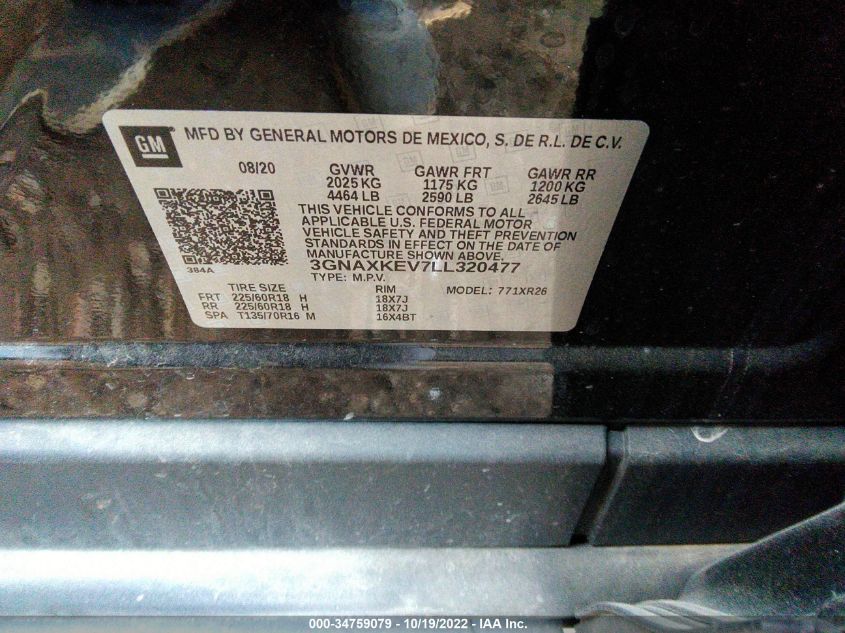 GM
MFD BY GENERAL MOTORS DE MEXICO, S. DE R.L. DE C.V.
08/20 GVWR GAWR FRT GAWR RR
2025 KG 1175 KG 1200 KG
4464 LB 2590 LB 2645 LB
THIS VEHICLE CONFORMS TO ALL
APPLICABLE U.S. FEDERAL MOTOR
VEHICLE SAFETY AND THEFT PREVENTION
STANDARDS IN EFFECT ON THE DATE OF
MANUFACTURE SHOWN ABOVE.
384A 3GNAXKEV7LL320477
TYPE: M.P.V.
TIRE SIZE RIM MODEL: 771XR26
FRT 225/60R18 H 18X7J
RR 225/60R18 H 18X7J
SPA T135/70R16 M 16X4BT
000-34759079 - 10/19/2022 - IAA Inc.